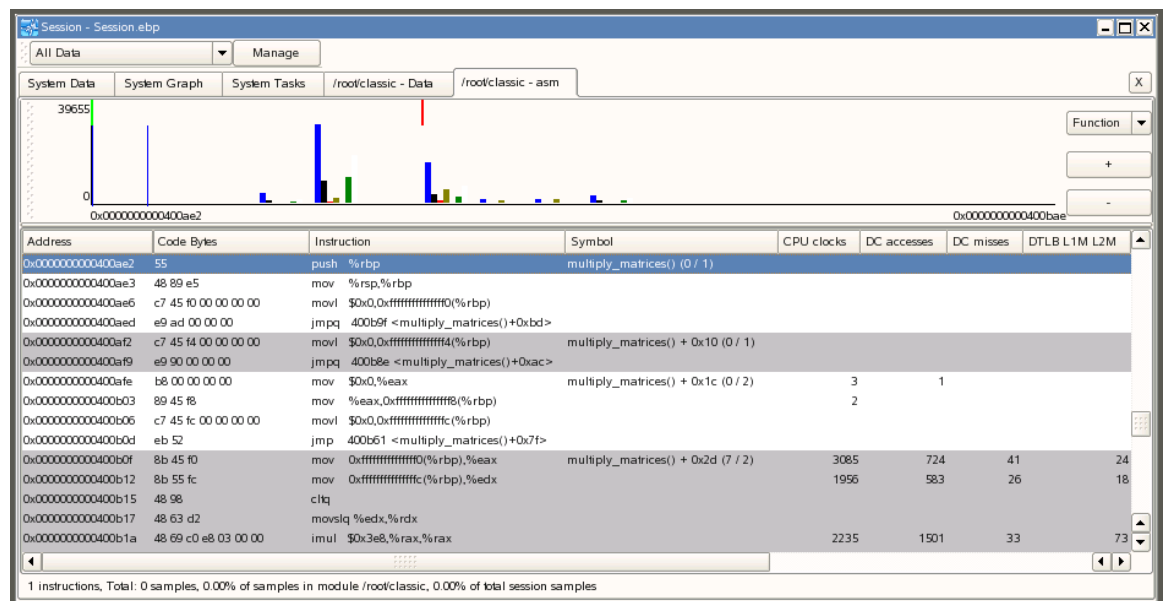 Session - Session.ebp
All Data Manage
System Data System Graph System Tasks /root/classic - Data /root/classic - asm X
39655
Function
+
0
-
0x0000000000400ae2 0x0000000000400bae
Address Code Bytes Instruction Symbol CPU clocks DC accesses DC misses DTLB L1M L2M
0x0000000000400ae2 55 push %rbp multiply_matrices() (0 / 1)
0x0000000000400ae3 48 89 e5 mov %rsp,%rbp
0x0000000000400ae6 c7 45 f0 00 00 00 00 movl $0x0,0xfffffffffffffff0(%rbp)
0x0000000000400aed e9 ad 00 00 00 jmpq 400b9f <multiply_matrices()+0xbd>
0x0000000000400af2 c7 45 f4 00 00 00 00 movl $0x0,0xfffffffffffffff4(%rbp) multiply_matrices() + 0x10 (0 / 1)
0x0000000000400af9 e9 90 00 00 00 jmpq 400b8e <multiply_matrices()+0xac>
0x0000000000400afe b8 00 00 00 00 mov $0x0,%eax multiply_matrices() + 0x1c (0 / 2) 3 1
0x0000000000400b03 89 45 f8 mov %eax,0xfffffffffffffff8(%rbp) 2
0x0000000000400b06 c7 45 fc 00 00 00 00 movl $0x0,0xfffffffffffffffc(%rbp)
0x0000000000400b0d eb 52 jmp 400b61 <multiply_matrices()+0x7f>
0x0000000000400b0f 8b 45 f0 mov 0xfffffffffffffff0(%rbp),%eax multiply_matrices() + 0x2d (7 / 2) 3085 724 41 24
0x0000000000400b12 8b 55 fc mov 0xfffffffffffffffc(%rbp),%edx 1956 583 26 18
0x0000000000400b15 48 98 cltq
0x0000000000400b17 48 63 d2 movslq %edx,%rdx
0x0000000000400b1a 48 69 c0 e8 03 00 00 imul $0x3e8,%rax,%rax 2235 1501 33 73
1 instructions, Total: 0 samples, 0.00% of samples in module /root/classic, 0.00% of total session samples